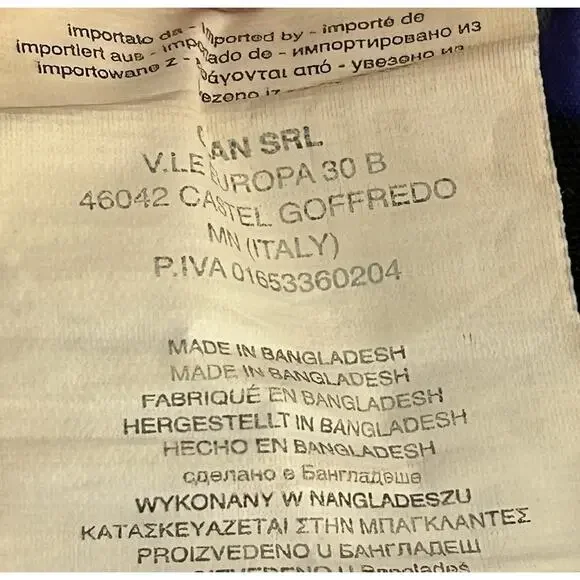 importato da - imported by - importé de
importiert aus - importado de - импортировано из
importowane z - εισάγονται από - увезено из
uvezeno iz -
AN SRL
V.LE EUROPA 30 B
46042 CASTEL GOFFREDO
MN (ITALY)
P.IVA 01653360204
MADE IN BANGLADESH
MADE IN BANGLADESH
FABRIQUÉ EN BANGLADESH
HERGESTELLT IN BANGLADESH
HECHO EN BANGLADESH
сделано в Бангладеше
WYKONANY W NANGLADESZU
ΚΑΤΑΣΚΕΥΑΖΕΤΑΙ ΣΤΗΝ ΜΠΑΓΚΛΑΝΤΕΣ
PROIZVEDENO U БАНГЛАДЕШ